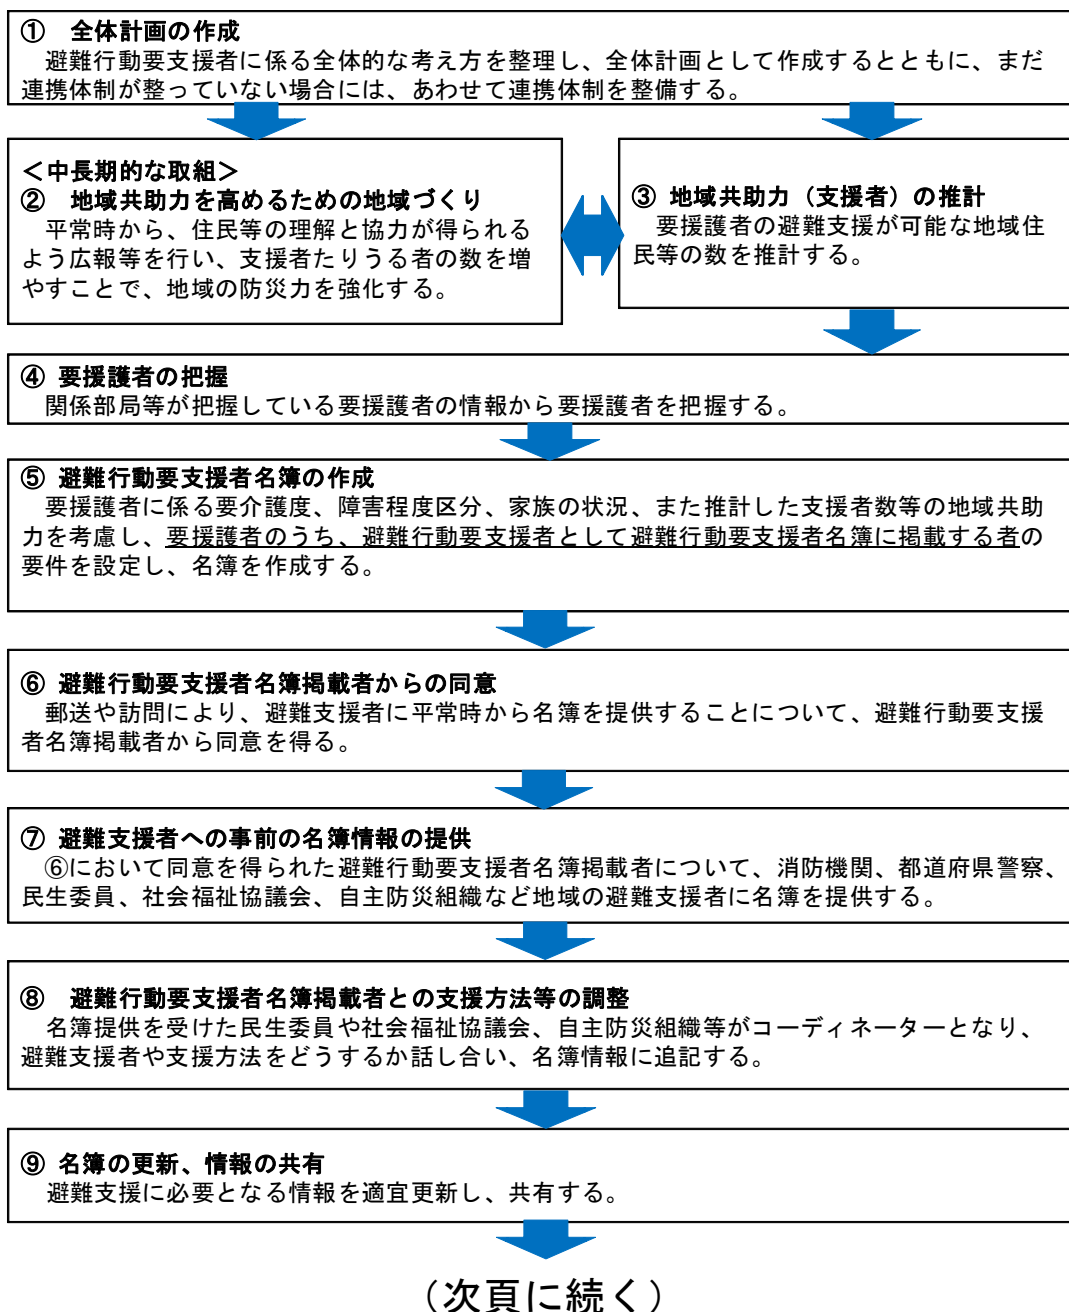 ① 全体計画の作成
避難行動要支援者に係る全体的な考え方を整理し、全体計画として作成するとともに、まだ
連携体制が整っていない場合には、あわせて連携体制を整備する。
＜中長期的な取組＞
② 地域共助力を高めるための地域づくり
平常時から、住民等の理解と協力が得られる
よう広報等を行い、支援者たりうる者の数を増
やすことで、地域の防災力を強化する。
③ 地域共助力（支援者）の推計
要援護者の避難支援が可能な地域住
民等の数を推計する。
④ 要援護者の把握
関係部局等が把握している要援護者の情報から要援護者を把握する。
⑤ 避難行動要支援者名簿の作成
要援護者に係る要介護度、障害程度区分、家族の状況、また推計した支援者数等の地域共助
力を考慮し、要援護者のうち、避難行動要支援者として避難行動要支援者名簿に掲載する者の
要件を設定し、名簿を作成する。
⑥ 避難行動要支援者名簿掲載者からの同意
郵送や訪問により、避難支援者に平常時から名簿を提供することについて、避難行動要支援
者名簿掲載者から同意を得る。
⑦ 避難支援者への事前の名簿情報の提供
⑥において同意を得られた避難行動要支援者名簿掲載者について、消防機関、都道府県警察、
民生委員、社会福祉協議会、自主防災組織など地域の避難支援者に名簿を提供する。
⑧ 避難行動要支援者名簿掲載者との支援方法等の調整
名簿提供を受けた民生委員や社会福祉協議会、自主防災組織等がコーディネーターとなり、
避難支援者や支援方法をどうするか話し合い、名簿情報に追記する。
⑨ 名簿の更新、情報の共有
避難支援に必要となる情報を適宜更新し、共有する。
（次頁に続く）